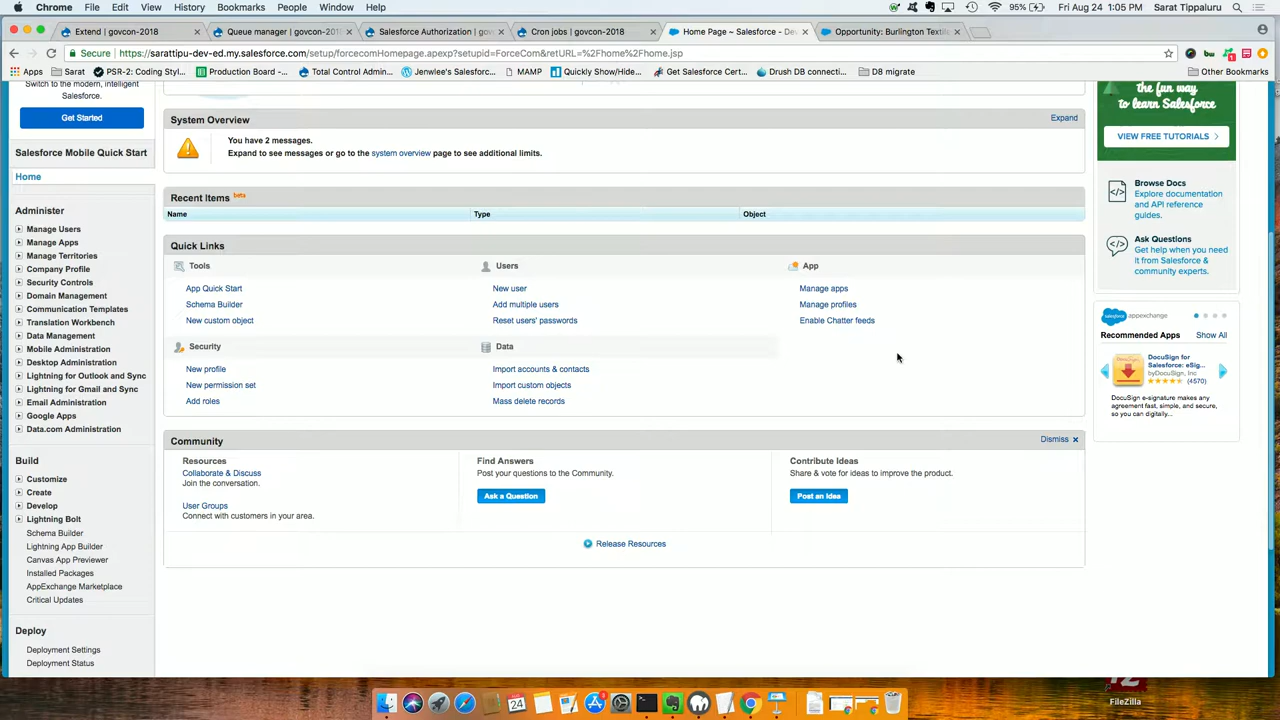 Chrome File Edit View History Bookmarks People Window Help 95% Fri Aug 24 1:05 PM Sarat Tippaluru
Extend | govcon-2018 Queue manager | govcon-2018 Salesforce Authorization | gov Cron jobs | govcon-2018 Home Page ~ Salesforce - Dev Opportunity: Burlington Textile
Secure https://sarattipu-dev-ed.my.salesforce.com/setup/forcecomHomepage.apexp?setupid=ForceCom&retURL=%2Fhome%2Fhome.jsp
Apps Sarat PSR-2: Coding Styl... Production Board -... Total Control Admin... Jenwlee's Salesforc... MAMP Quickly Show/Hide... Get Salesforce Cert... Drush DB connecti... D8 migrate Other Bookmarks
Switch to the modern, intelligent
Salesforce.
Get Started
Salesforce Mobile Quick Start
Home
Administer
Manage Users
Manage Apps
Manage Territories
Company Profile
Security Controls
Domain Management
Communication Templates
Translation Workbench
Data Management
Mobile Administration
Desktop Administration
Lightning for Outlook and Sync
Lightning for Gmail and Sync
Email Administration
Google Apps
Data.com Administration
Build
Customize
Create
Develop
Lightning Bolt
Schema Builder
Lightning App Builder
Canvas App Previewer
Installed Packages
AppExchange Marketplace
Critical Updates
Deploy
Deployment Settings
Deployment Status
System Overview Expand
You have 2 messages.
Expand to see messages or go to the system overview page to see additional limits.
Recent Items beta
Name Type Object
Quick Links
Tools Users App
App Quick Start New user Manage apps
Schema Builder Add multiple users Manage profiles
New custom object Reset users' passwords Enable Chatter feeds
Security Data
New profile Import accounts & contacts
New permission set Import custom objects
Add roles Mass delete records
Community Dismiss ×
Resources Find Answers Contribute Ideas
Collaborate & Discuss Post your questions to the Community. Share & vote for ideas to improve the product.
Join the conversation.
Ask a Question Post an Idea
User Groups
Connect with customers in your area.
Release Resources
the fun way
to learn Salesforce
VIEW FREE TUTORIALS
Browse Docs
Explore documentation
and API reference
guides.
Ask Questions
Get help when you need
it from Salesforce &
community experts.
salesforce appexchange
Recommended Apps Show All
DocuSign for
Salesforce: eSig...
byDocuSign, Inc
(4570)
DocuSign e-signature makes any
agreement fast, simple, and secure,
so you can digitally...
FileZilla